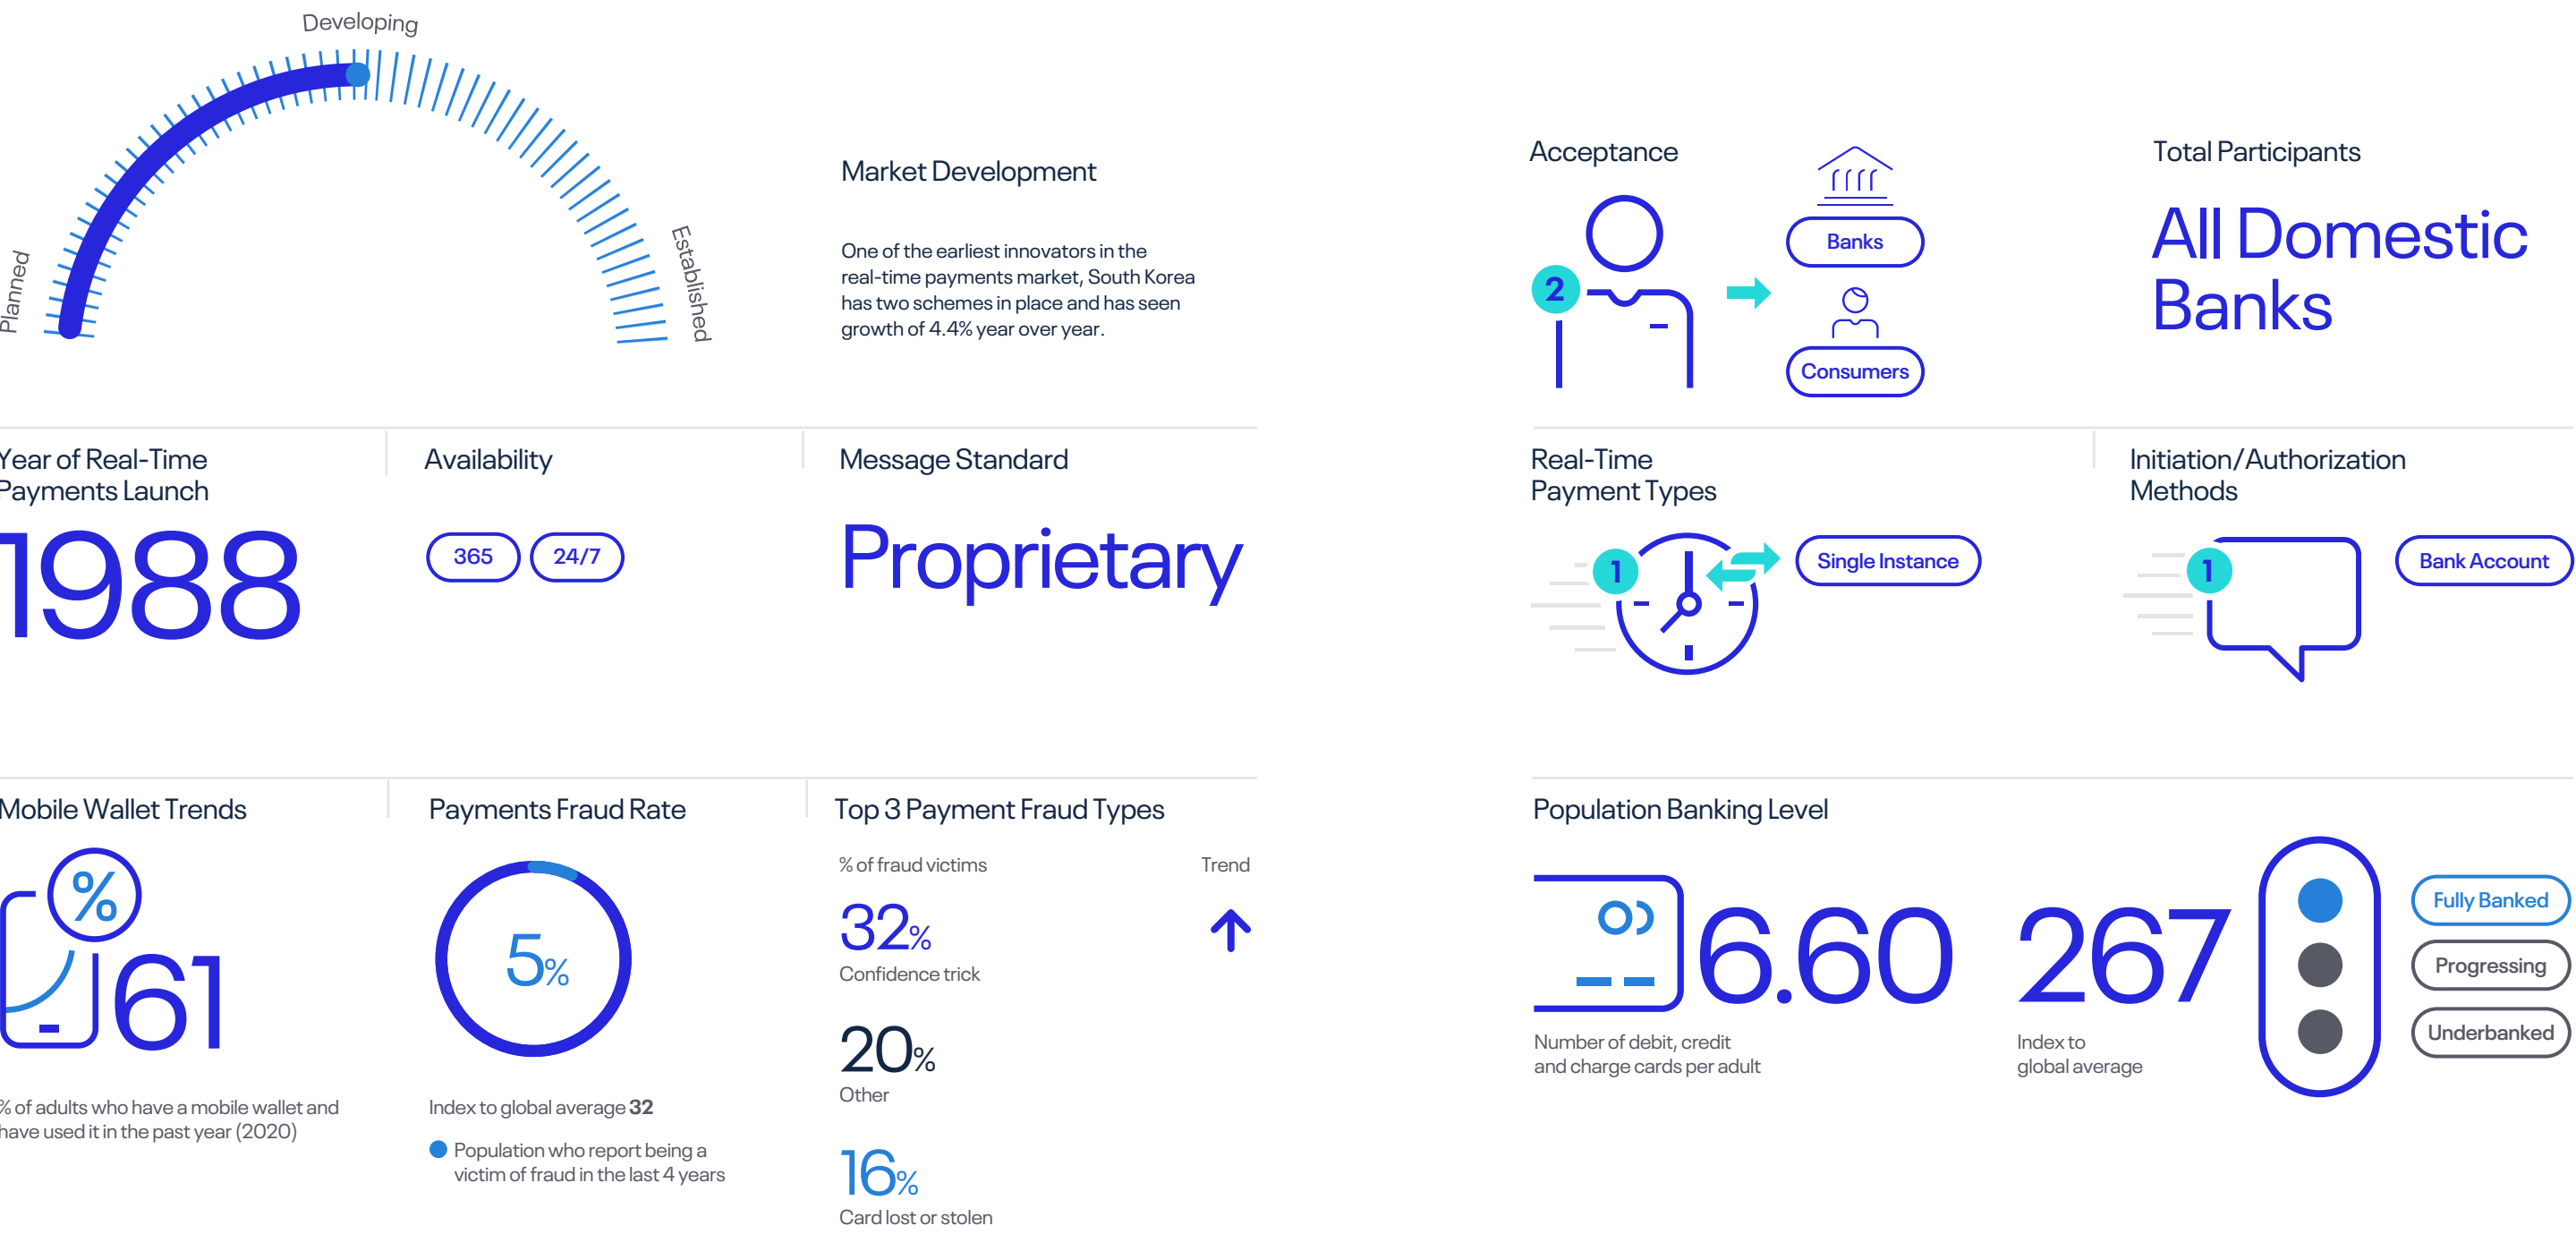 Developing
Planned
Established
Market Development
One of the earliest innovators in the
real-time payments market, South Korea
has two schemes in place and has seen
growth of 4.4% year over year.
Acceptance
2
Banks
Consumers
Total Participants
All Domestic
Banks
Year of Real-Time
Payments Launch
1988
Availability
365
24/7
Message Standard
Proprietary
Real-Time
Payment Types
1
Single Instance
Initiation/Authorization
Methods
1
Bank Account
Mobile Wallet Trends
%
61
% of adults who have a mobile wallet and
have used it in the past year (2020)
Payments Fraud Rate
5%
Index to global average 32
Population who report being a
victim of fraud in the last 4 years
Top 3 Payment Fraud Types
% of fraud victims
Trend
32%
Confidence trick
20%
Other
16%
Card lost or stolen
Population Banking Level
6.60
Number of debit, credit
and charge cards per adult
267
Index to
global average
Fully Banked
Progressing
Underbanked